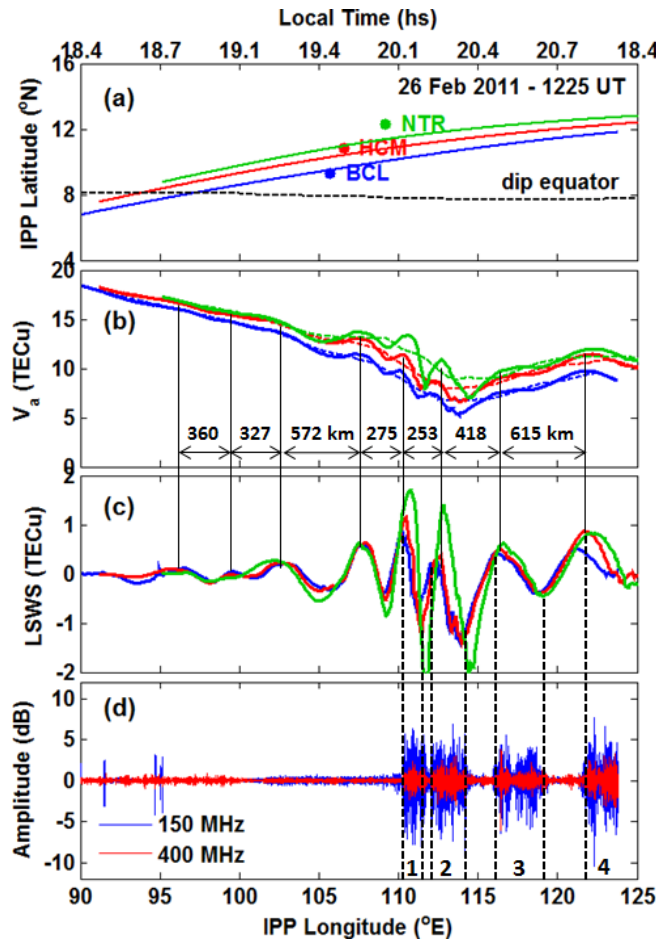 Local Time (hs)
18.4 18.7 19.1 19.4 20.1 20.4 20.7 18.4
16
12
8
4
IPP Latitude (°N)
(a)
26 Feb 2011 - 1225 UT
NTR
HCM
BCL
dip equator
20
15
10
5
0
Va (TECu)
(b)
360 327 572 km 275 253 418 615 km
2
1
0
-1
-2
LSWS (TECu)
(c)
10
5
0
-5
-10
Amplitude (dB)
(d)
150 MHz
400 MHz
1 2 3 4
90 95 100 105 110 115 120 125
IPP Longitude (°E)